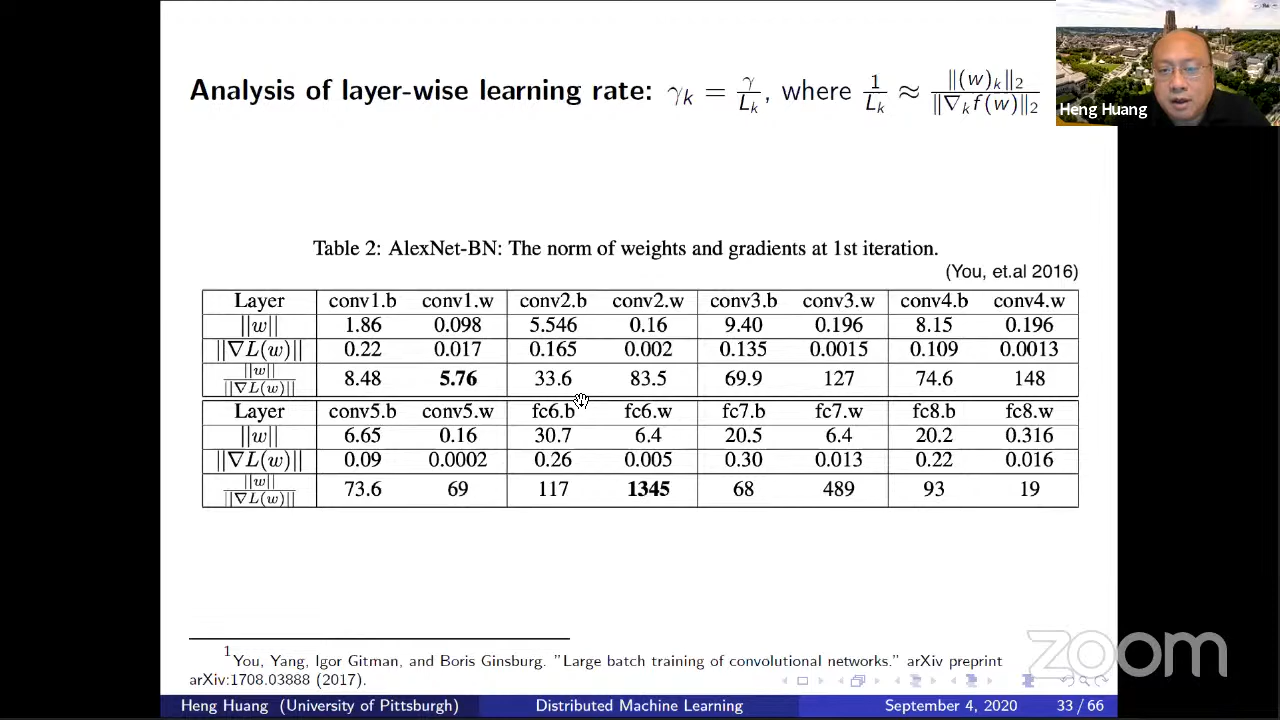 Analysis of layer-wise learning rate: γₖ = γ/Lₖ, where 1/Lₖ ≈ ‖(w)ₖ‖₂/‖∇ₖf(w)‖₂
Heng Huang
Table 2: AlexNet-BN: The norm of weights and gradients at 1st iteration.
(You, et.al 2016)
Layer conv1.b conv1.w conv2.b conv2.w conv3.b conv3.w conv4.b conv4.w
||w|| 1.86 0.098 5.546 0.16 9.40 0.196 8.15 0.196
||∇L(w)|| 0.22 0.017 0.165 0.002 0.135 0.0015 0.109 0.0013
||w||/||∇L(w)|| 8.48 5.76 33.6 83.5 69.9 127 74.6 148
Layer conv5.b conv5.w fc6.b fc6.w fc7.b fc7.w fc8.b fc8.w
||w|| 6.65 0.16 30.7 6.4 20.5 6.4 20.2 0.316
||∇L(w)|| 0.09 0.0002 0.26 0.005 0.30 0.013 0.22 0.016
||w||/||∇L(w)|| 73.6 69 117 1345 68 489 93 19
¹You, Yang, Igor Gitman, and Boris Ginsburg. "Large batch training of convolutional networks." arXiv preprint
arXiv:1708.03888 (2017).
zoom
Heng Huang (University of Pittsburgh) Distributed Machine Learning September 4, 2020 33 / 66